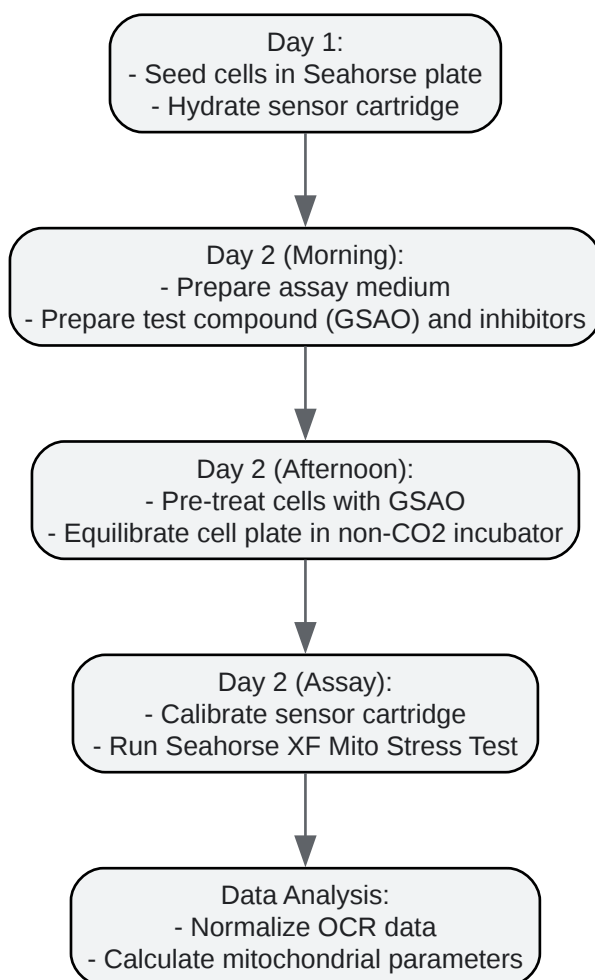 Day 1:
- Seed cells in Seahorse plate
- Hydrate sensor cartridge
Day 2 (Morning):
- Prepare assay medium
- Prepare test compound (GSAO) and inhibitors
Day 2 (Afternoon):
- Pre-treat cells with GSAO
- Equilibrate cell plate in non-CO2 incubator
Day 2 (Assay):
- Calibrate sensor cartridge
- Run Seahorse XF Mito Stress Test
Data Analysis:
- Normalize OCR data
- Calculate mitochondrial parameters